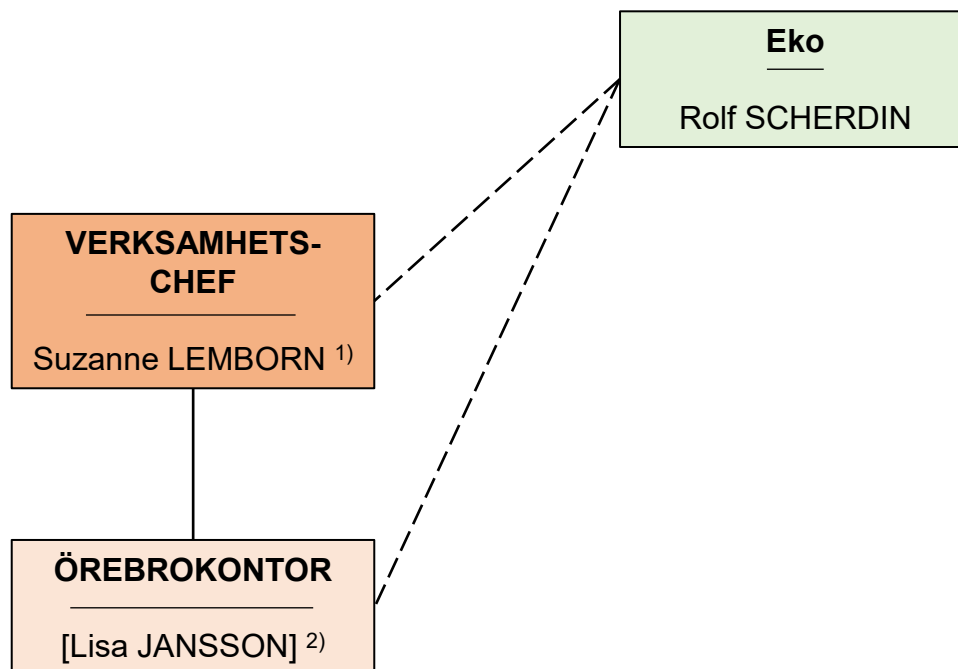 Eko
Rolf SCHERDIN
VERKSAMHETS-
CHEF
Suzanne LEMBORN 1)
ÖREBROKONTOR
[Lisa JANSSON] 2)